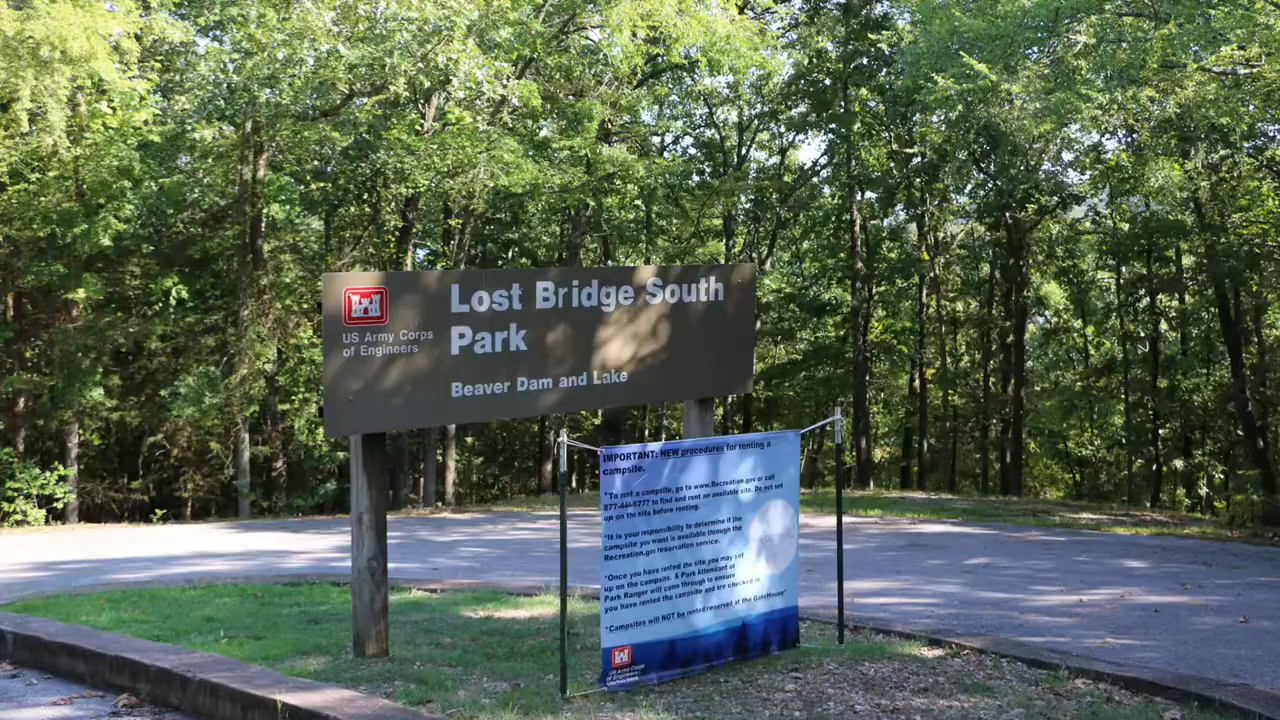 Lost Bridge South
Park
US Army Corps
of Engineers
Beaver Dam and Lake
IMPORTANT: NEW procedures for renting a
campsite.
*To rent a campsite, go to www.Recreation.gov or call
877-444-6777 to find and rent an available site. Do not set
up on the site before renting.
*It is your responsibility to determine if the
campsite you want is available through the
Recreation.gov reservation service.
*Once you have rented the site you may set
up on the campsite. A Park Attendant or
Park Ranger will come through to ensure
you have rented the campsite and are checked in
*Campsites will NOT be rented reserved at the GateHouse*
US Army Corps
of Engineers